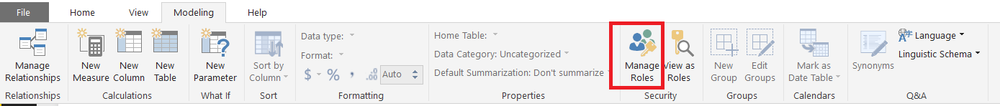 File Home View Modeling Help
Manage Relationships
Relationships
New Measure
New Column
New Table
Calculations
New Parameter
What If
Sort by Column
Sort
Data type:
Format:
$ % , .00 Auto
Formatting
Home Table:
Data Category: Uncategorized
Default Summarization: Don't summarize
Properties
Manage Roles
View as Roles
Security
New Group
Edit Groups
Groups
Mark as Date Table
Calendars
Synonyms
Language
Linguistic Schema
Q&A